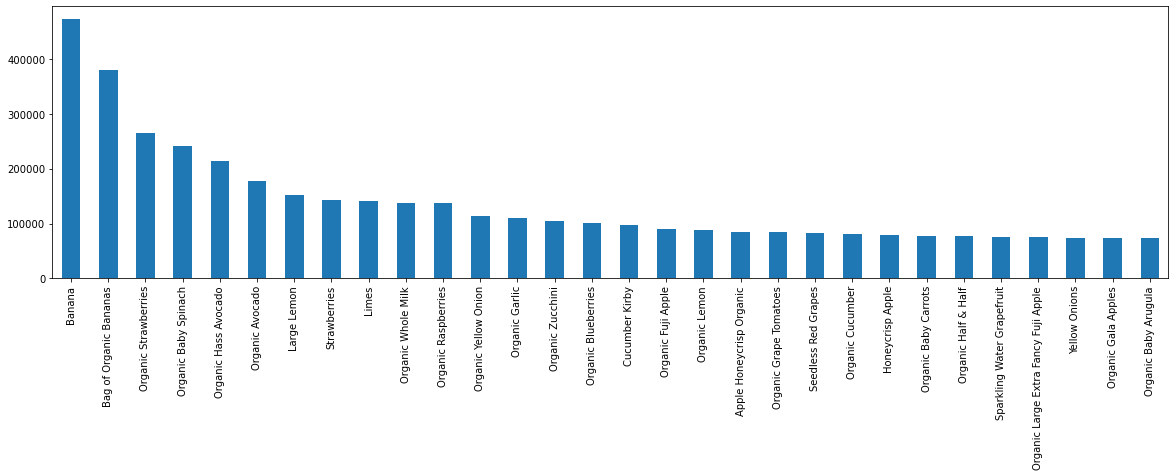 400000
300000
200000
100000
0
Banana
Bag of Organic Bananas
Organic Strawberries
Organic Baby Spinach
Organic Hass Avocado
Organic Avocado
Large Lemon
Strawberries
Limes
Organic Whole Milk
Organic Raspberries
Organic Yellow Onion
Organic Garlic
Organic Zucchini
Organic Blueberries
Cucumber Kirby
Organic Fuji Apple
Organic Lemon
Apple Honeycrisp Organic
Organic Grape Tomatoes
Seedless Red Grapes
Organic Cucumber
Honeycrisp Apple
Organic Baby Carrots
Organic Half & Half
Sparkling Water Grapefruit
Organic Large Extra Fancy Fuji Apple
Yellow Onions
Organic Gala Apples
Organic Baby Arugula